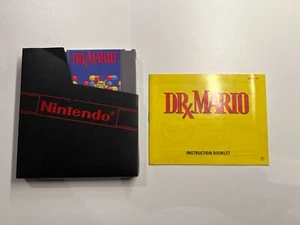 DR. MARIO
Nintendo®
DR. MARIO
INSTRUCTION BOOKLET